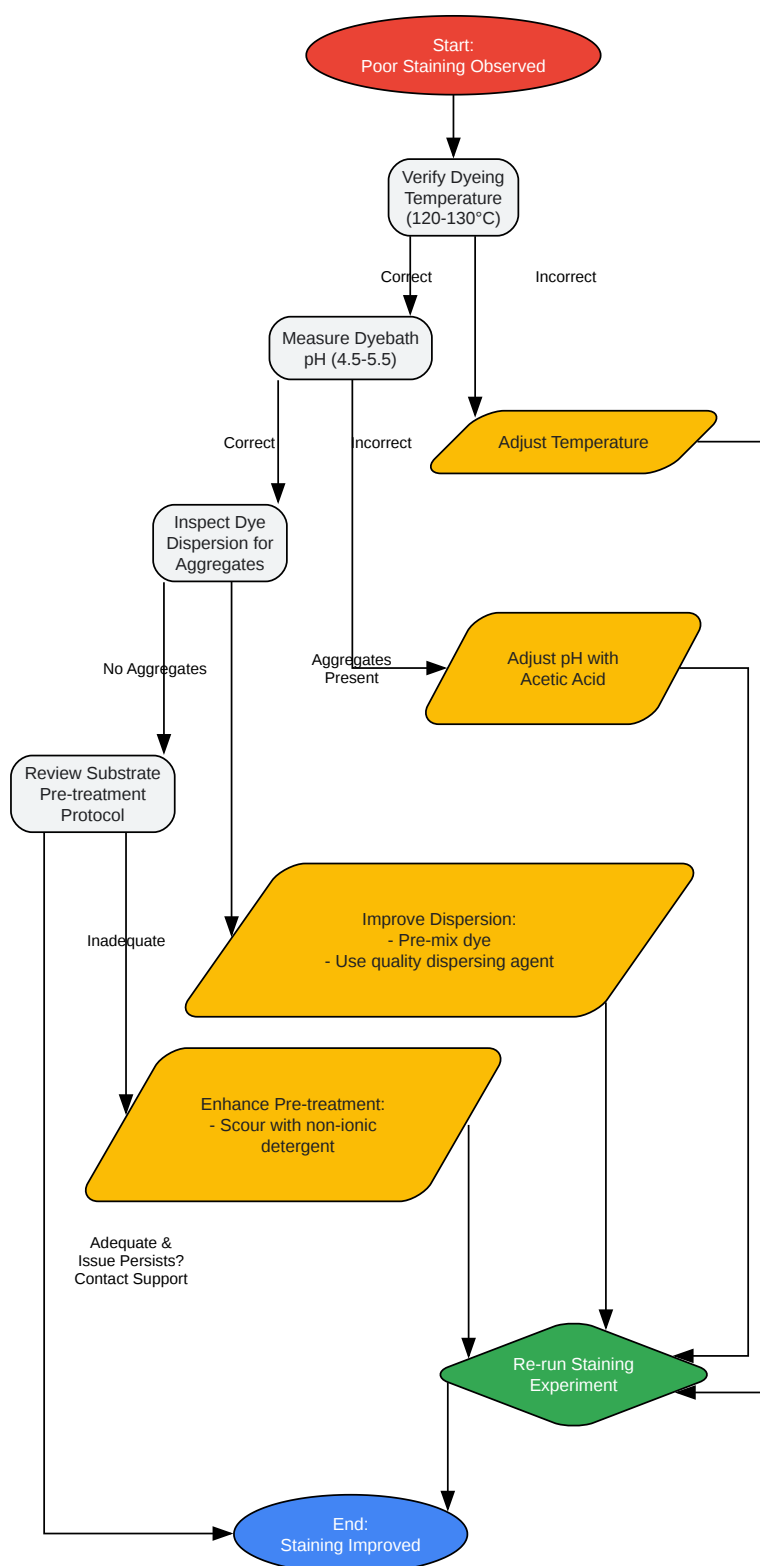 Start:
Poor Staining Observed
Verify Dyeing
Temperature
(120-130°C)
Correct
Incorrect
Measure Dyebath
pH (4.5-5.5)
Correct
Incorrect
Adjust Temperature
Inspect Dye
Dispersion for
Aggregates
No Aggregates
Aggregates
Present
Adjust pH with
Acetic Acid
Review Substrate
Pre-treatment
Protocol
Inadequate
Improve Dispersion:
- Pre-mix dye
- Use quality dispersing agent
Enhance Pre-treatment:
- Scour with non-ionic
detergent
Adequate &
Issue Persists?
Contact Support
Re-run Staining
Experiment
End:
Staining Improved